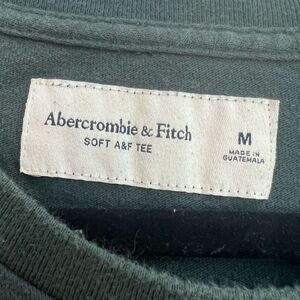 Abercrombie & Fitch
SOFT A&F TEE
M
MADE IN
GUATEMALA